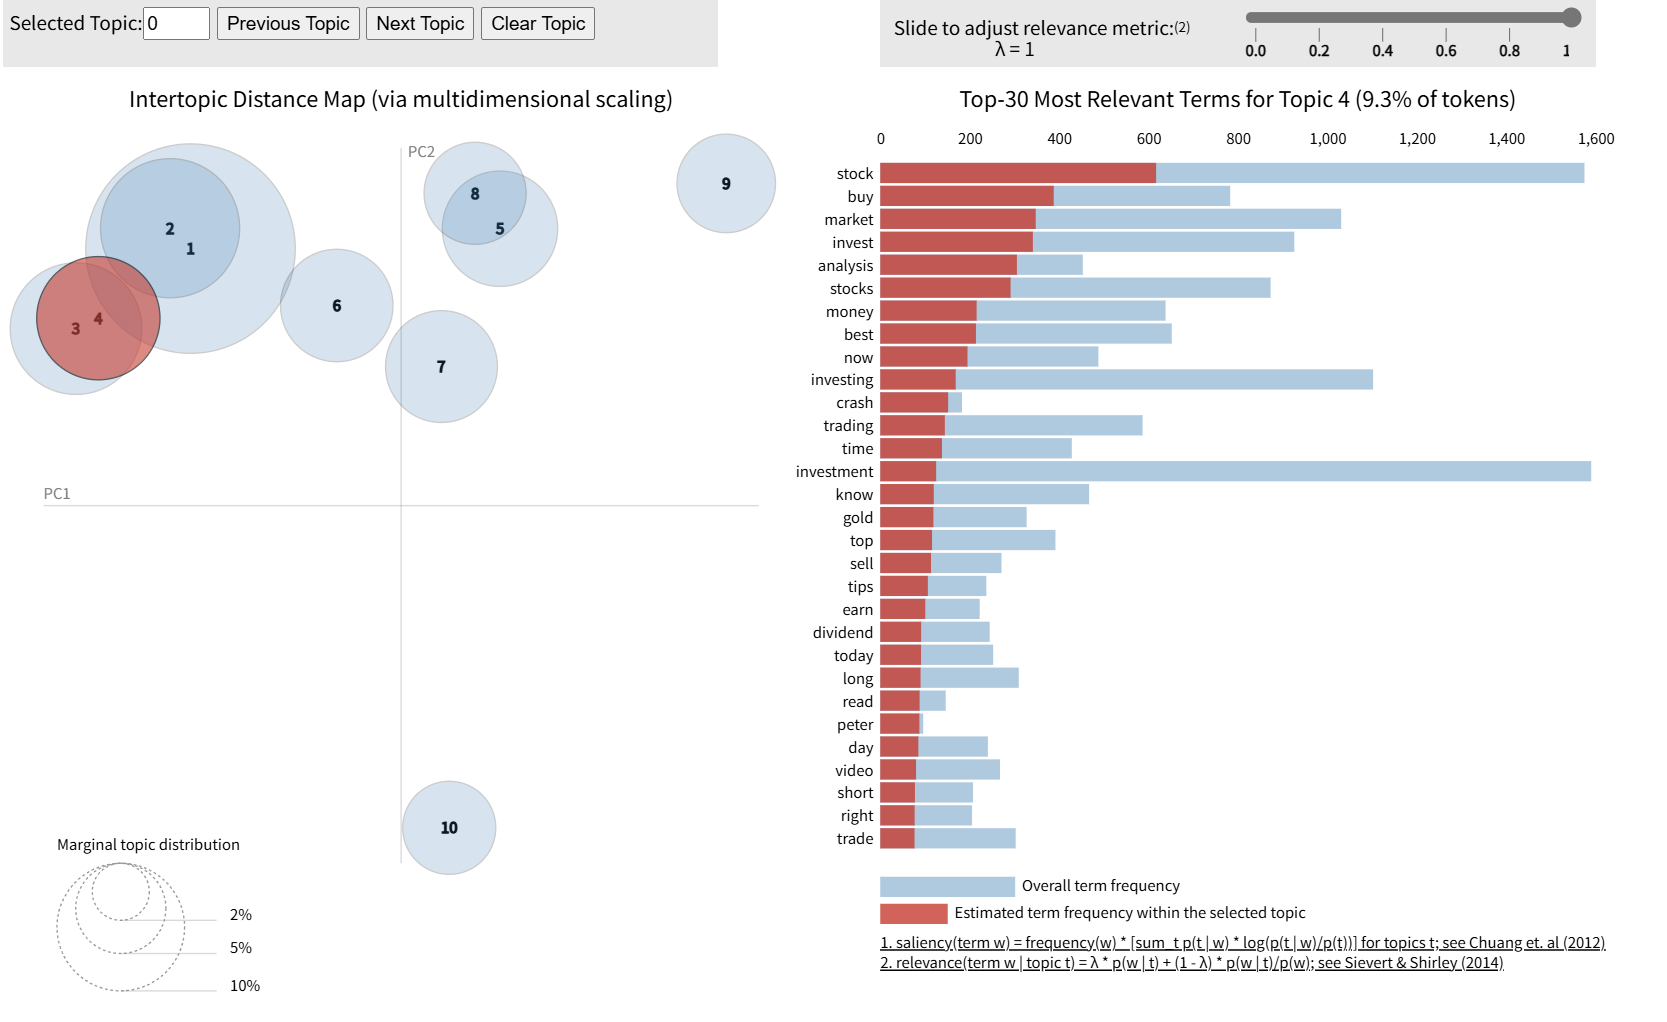 Selected Topic: 0 Previous Topic Next Topic Clear Topic
Slide to adjust relevance metric:(2)
λ = 1
0.0 0.2 0.4 0.6 0.8 1
Intertopic Distance Map (via multidimensional scaling)
PC2
PC1
1
2
3
4
5
6
7
8
9
10
Marginal topic distribution
2%
5%
10%
Top-30 Most Relevant Terms for Topic 4 (9.3% of tokens)
0 200 400 600 800 1,000 1,200 1,400 1,600
stock
buy
market
invest
analysis
stocks
money
best
now
investing
crash
trading
time
investment
know
gold
top
sell
tips
earn
dividend
today
long
read
peter
day
video
short
right
trade
Overall term frequency
Estimated term frequency within the selected topic
1. saliency(term w) = frequency(w) * [sum_t p(t | w) * log(p(t | w)/p(t))] for topics t; see Chuang et. al (2012)
2. relevance(term w | topic t) = λ * p(w | t) + (1 - λ) * p(w | t)/p(w); see Sievert & Shirley (2014)